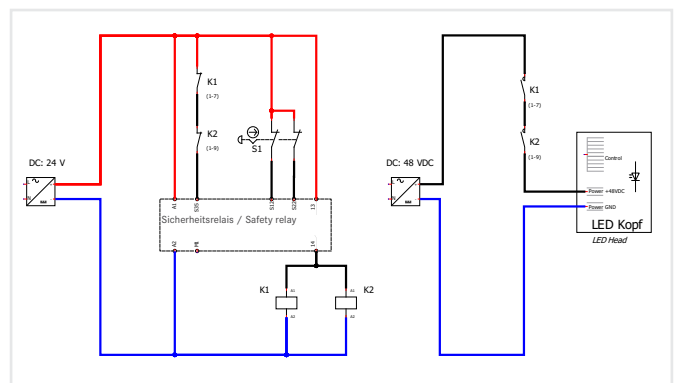 K1
(1-7)
K2
(1-9)
S1
DC: 24 V
A1
S35
S12
S22
13
Sicherheitsrelais / Safety relay
A2
14
K1
A1
A2
K2
A1
A2
DC: 48 VDC
K1
(1-7)
K2
(1-9)
Control
Power
+48VDC
Power
GND
LED Kopf
LED Head